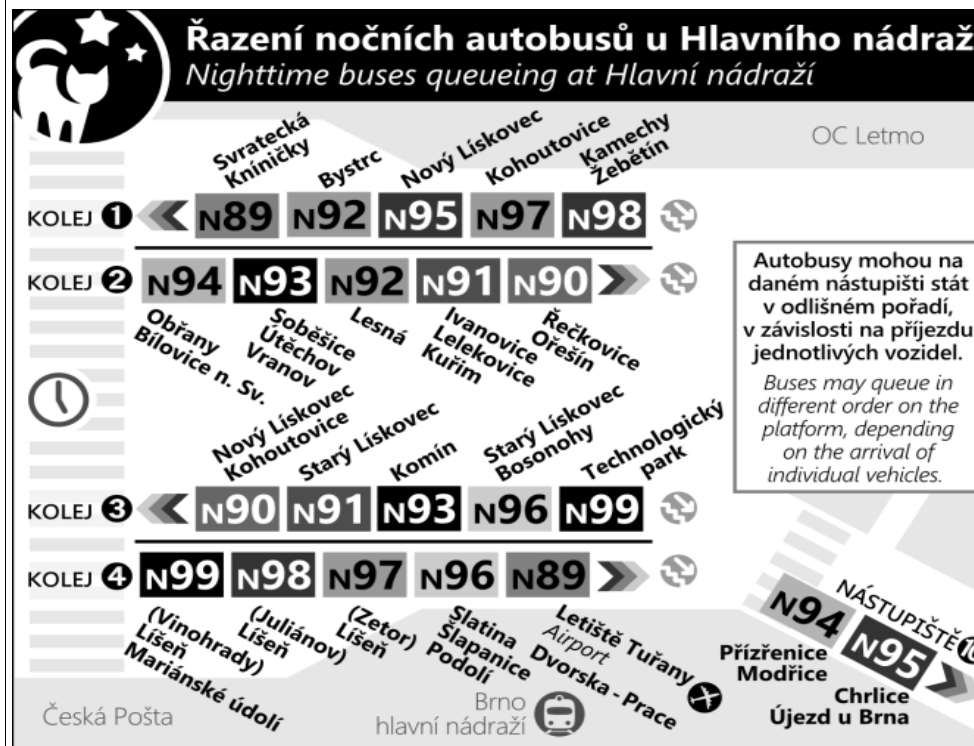 Řazení nočních autobusů u Hlavního nádraž
Nighttime buses queueing at Hlavní nádraží
OC Letmo
Svratecká
Kníničky
Bystrc
Nový Lískovec
Kohoutovice
Kamechy
Žebětín
KOLEJ 1 N89 N92 N95 N97 N98
KOLEJ 2 N94 N93 N92 N91 N90
Obřany
Bílovice n. Sv.
Soběšice
Útěchov
Vranov
Lesná
Ivanovice
Lelekovice
Kuřim
Řečkovice
Ořešín
Autobusy mohou na
daném nástupišti stát
v odlišném pořadí,
v závislosti na příjezdu
jednotlivých vozidel.
Buses may queue in
different order on the
platform, depending
on the arrival of
individual vehicles.
Nový Lískovec
Kohoutovice
Starý Lískovec
Komín
Starý Lískovec
Bosonohy
Technologický
park
KOLEJ 3 N90 N91 N93 N96 N99
KOLEJ 4 N99 N98 N97 N96 N89
(Vinohrady)
Líšeň
Mariánské údolí
(Juliánov)
Líšeň
(Zetor)
Líšeň
Slatina
Šlapanice
Podolí
Letiště Tuřany
Airport
Dvorska - Prace
NÁSTUPIŠTĚ 10
N94 N95
Přízřenice
Modřice
Chrlice
Újezd u Brna
Česká Pošta
Brno
hlavní nádraží